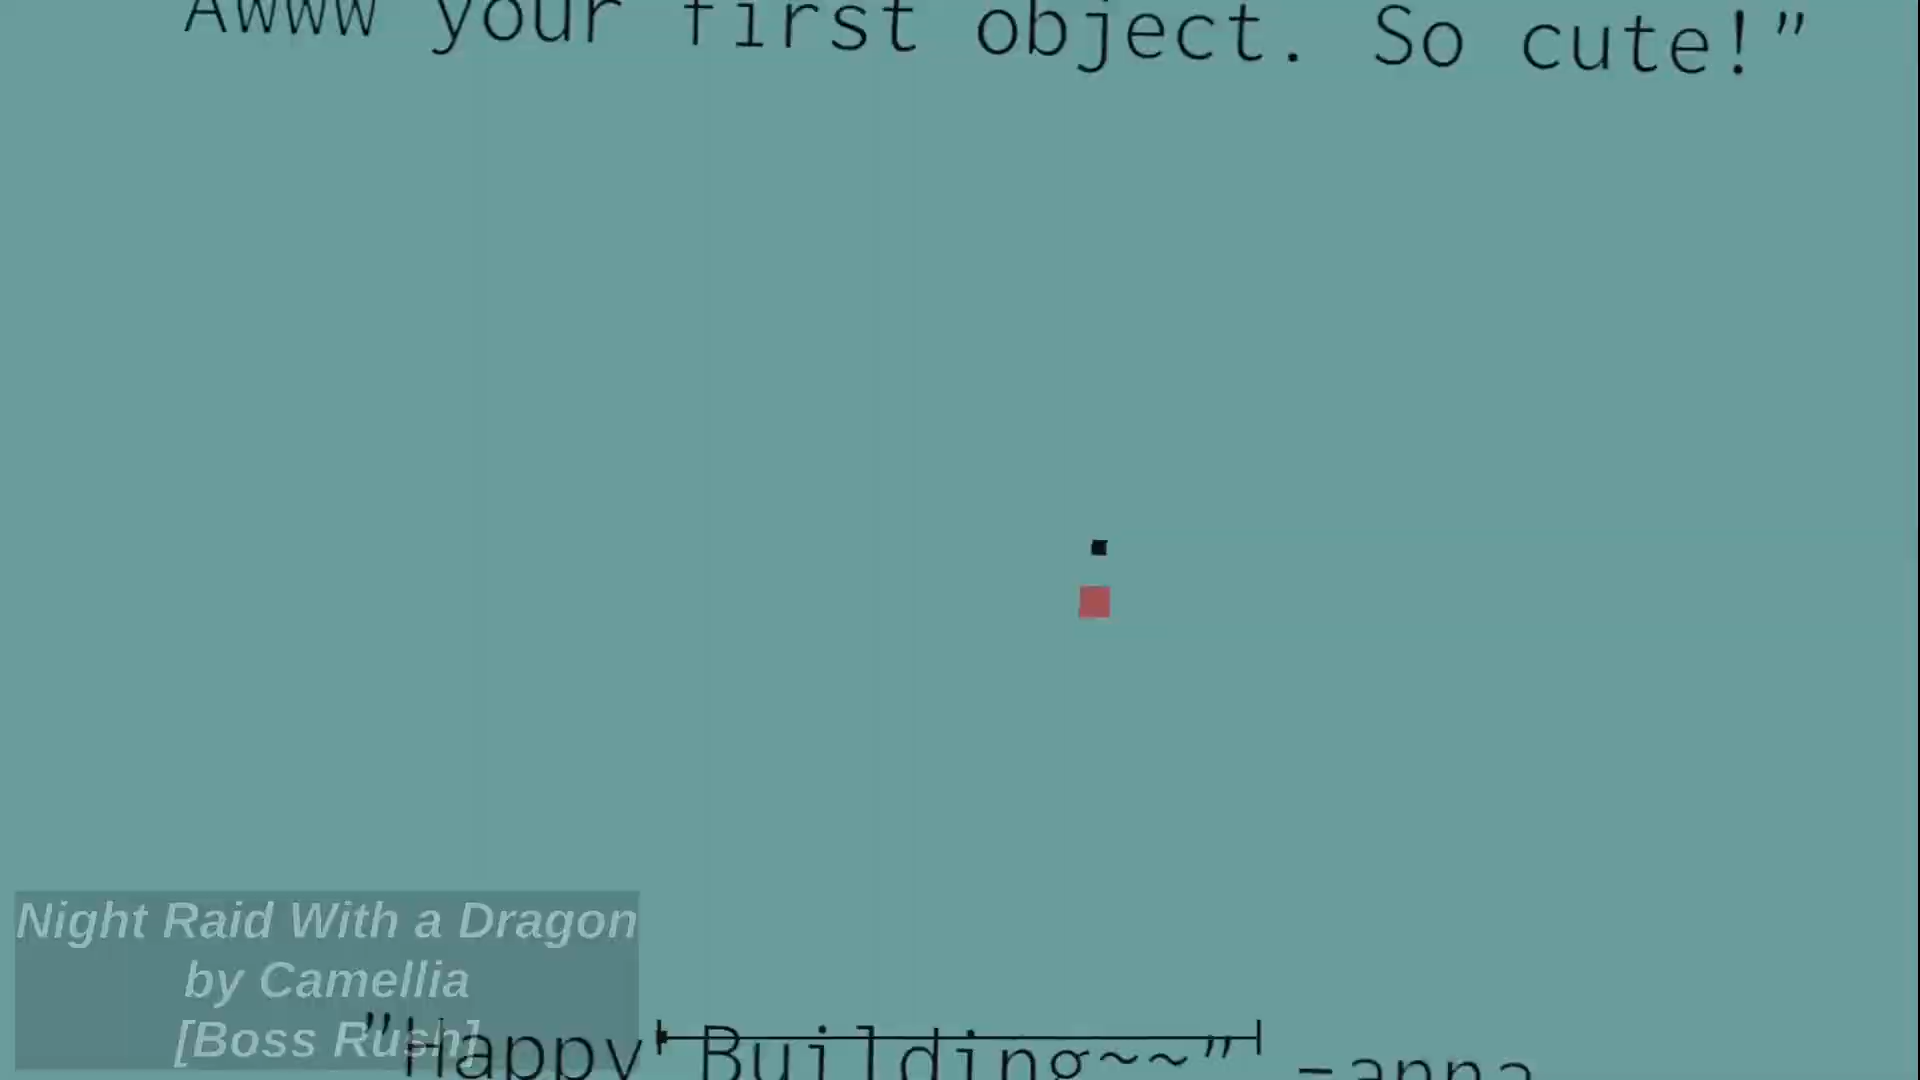 Awww your first object. So cute!"
Night Raid With a Dragon
by Camellia
[Boss Rush]
"Happy Building~~" -anna